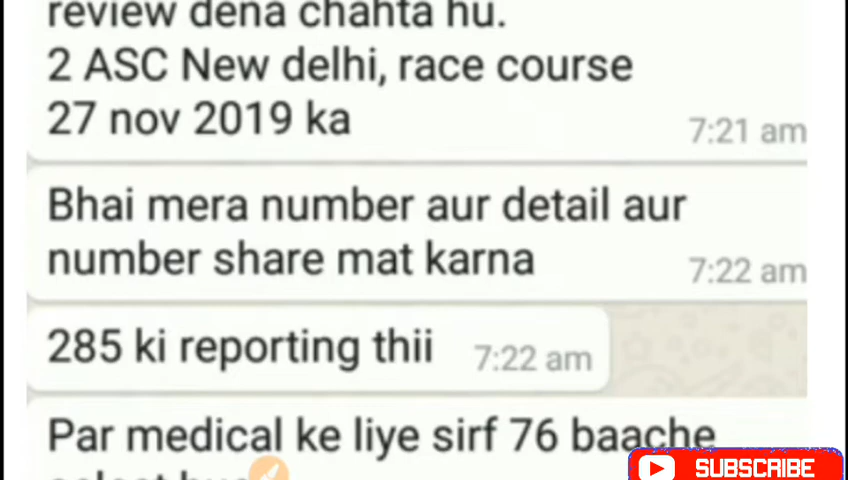 review dena chahta hu.
2 ASC New delhi, race course
27 nov 2019 ka
7:21 am
Bhai mera number aur detail aur
number share mat karna
7:22 am
285 ki reporting thii
7:22 am
Par medical ke liye sirf 76 baache
SUBSCRIBE